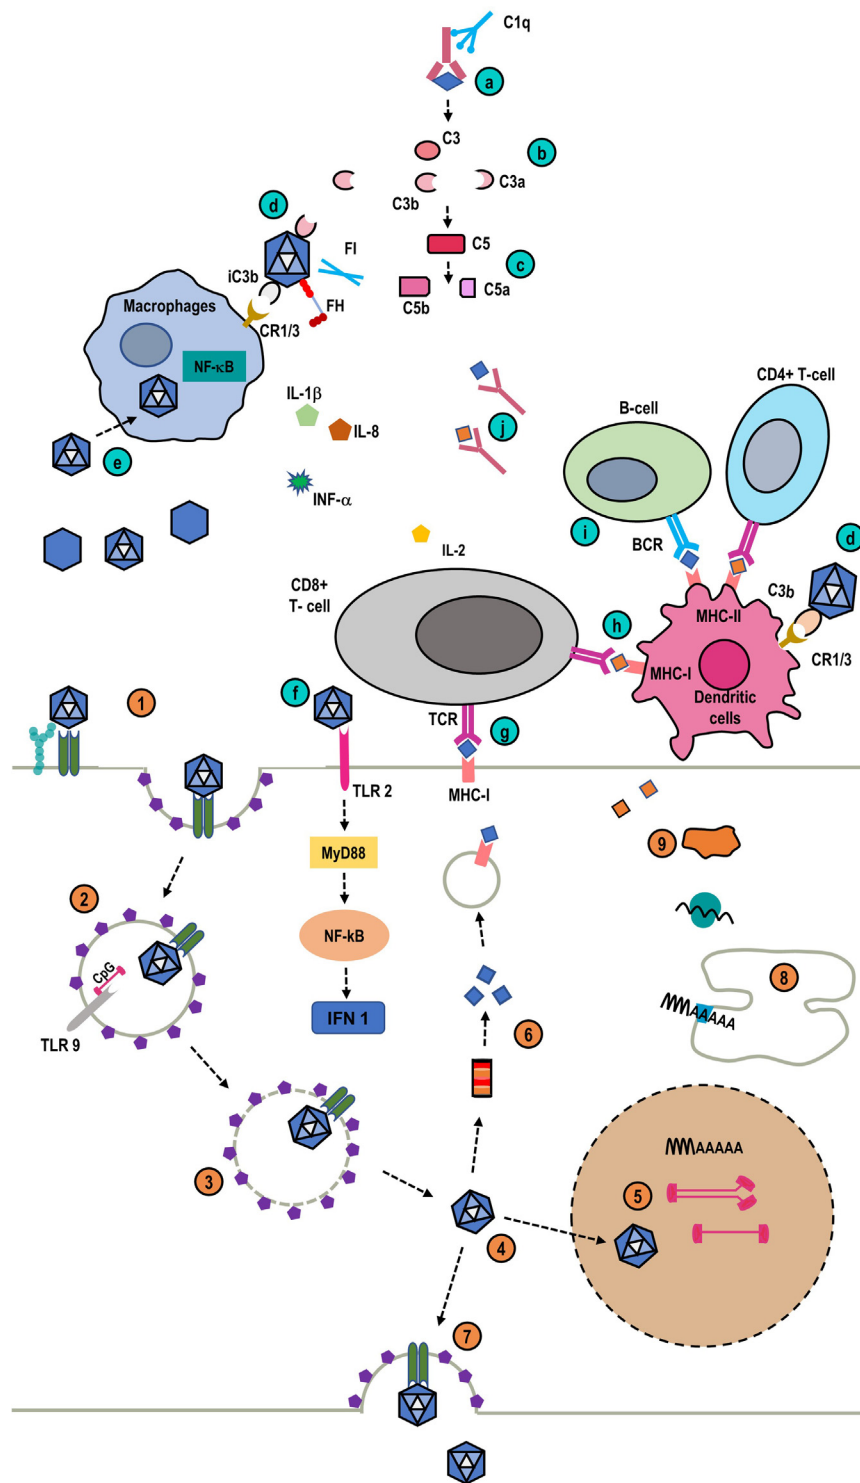 C1q
a
C3
b
C3a
C3b
d
C5
FI
c
iC3b
C5a
C5b
FH
Macrophages
CR1/3
NF-κB
CD4+ T-cell
IL-1β
B-cell
IL-8
j
e
INF-α
i
BCR
d
IL-2
C3b
CD8+
T- cell
MHC-II
h
CR1/3
MHC-I
f
1
Dendritic
cells
TCR
g
TLR 2
MHC-I
9
MyD88
2
NF-kB
CpG
8
AAAAA
IFN 1
TLR 9
6
AAAAA
3
5
4
7